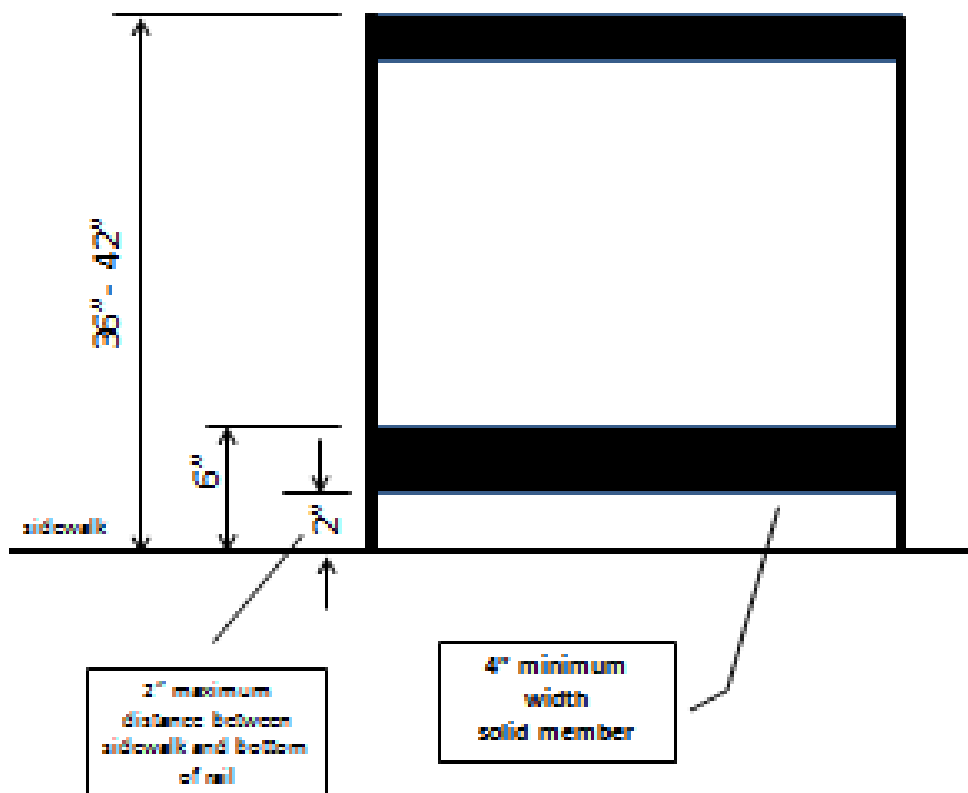 36" - 42"
6"
2"
sidewalk
2" maximum
distance between
sidewalk and bottom
of rail
4" minimum
width
solid member